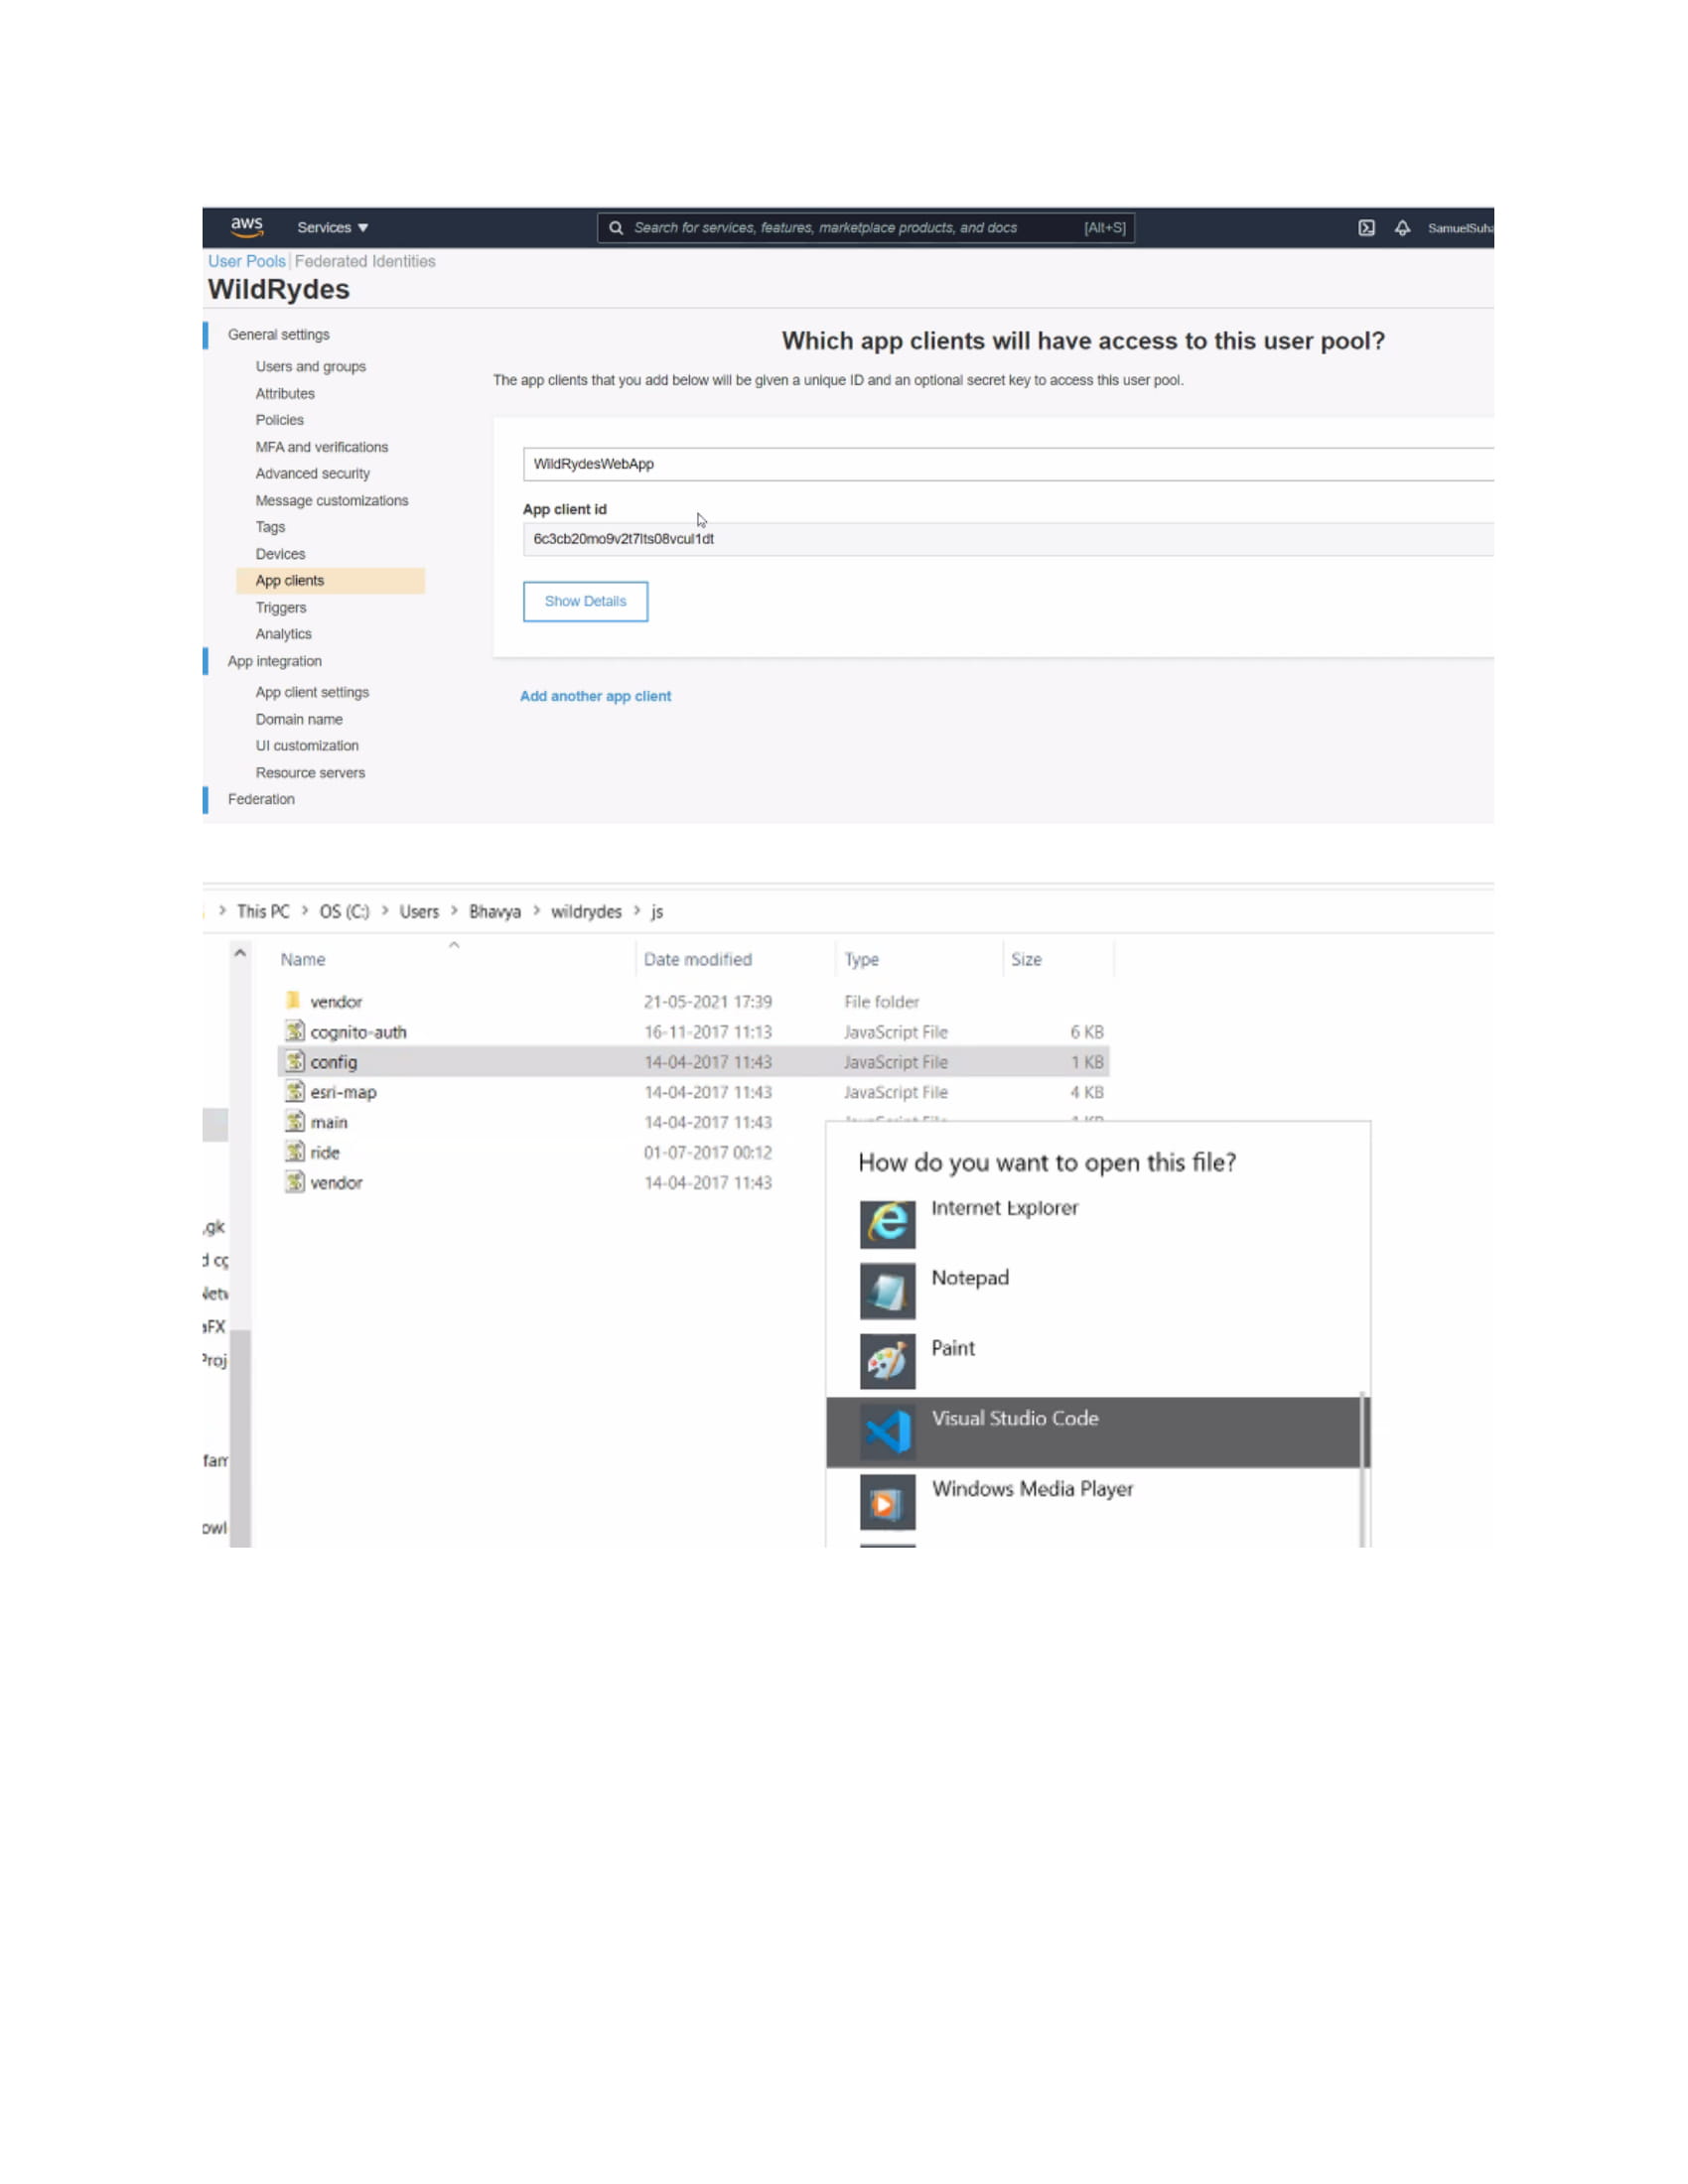 aws Services ▼ Search for services, features, marketplace products, and docs [Alt+S] SamuelSuha
User Pools | Federated Identities
WildRydes
General settings
Users and groups
Attributes
Policies
MFA and verifications
Advanced security
Message customizations
Tags
Devices
App clients
Triggers
Analytics
App integration
App client settings
Domain name
UI customization
Resource servers
Federation
Which app clients will have access to this user pool?
The app clients that you add below will be given a unique ID and an optional secret key to access this user pool.
WildRydesWebApp
App client id
6c3cb20mo9v2t7lts08vcul1dt
Show Details
Add another app client
> This PC > OS (C:) > Users > Bhavya > wildrydes > js
Name Date modified Type Size
vendor 21-05-2021 17:39 File folder
cognito-auth 16-11-2017 11:13 JavaScript File 6 KB
config 14-04-2017 11:43 JavaScript File 1 KB
esri-map 14-04-2017 11:43 JavaScript File 4 KB
main 14-04-2017 11:43
ride 01-07-2017 00:12
vendor 14-04-2017 11:43
.gk
d co
Netw
aFX
Proj
fam
owl
How do you want to open this file?
Internet Explorer
Notepad
Paint
Visual Studio Code
Windows Media Player